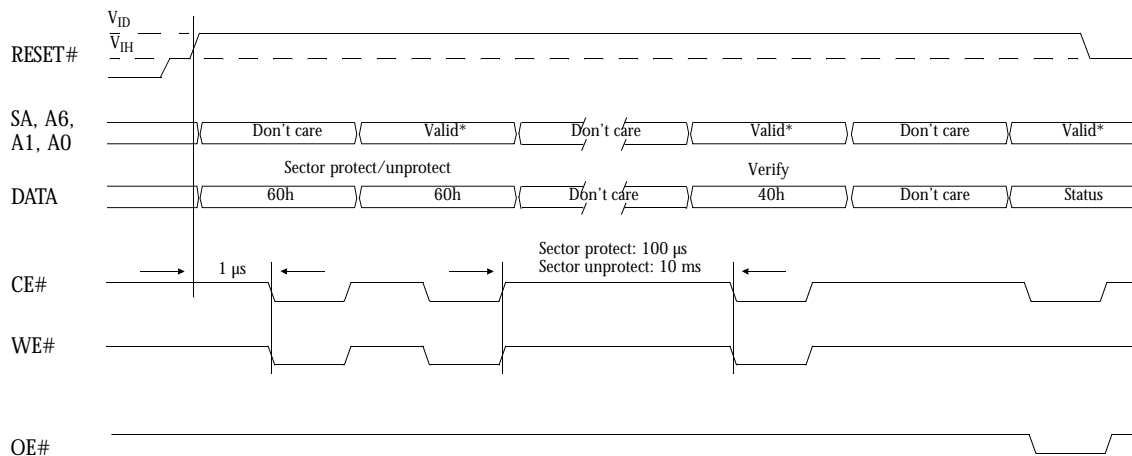 V_ID
V_IH
RESET#
SA, A6,
A1, A0
Don't care
Valid*
Don't care
Valid*
Don't care
Valid*
Sector protect/unprotect
Verify
DATA
60h
60h
Don't care
40h
Don't care
Status
Sector protect: 100 µs
1 µs
Sector unprotect: 10 ms
CE#
WE#
OE#